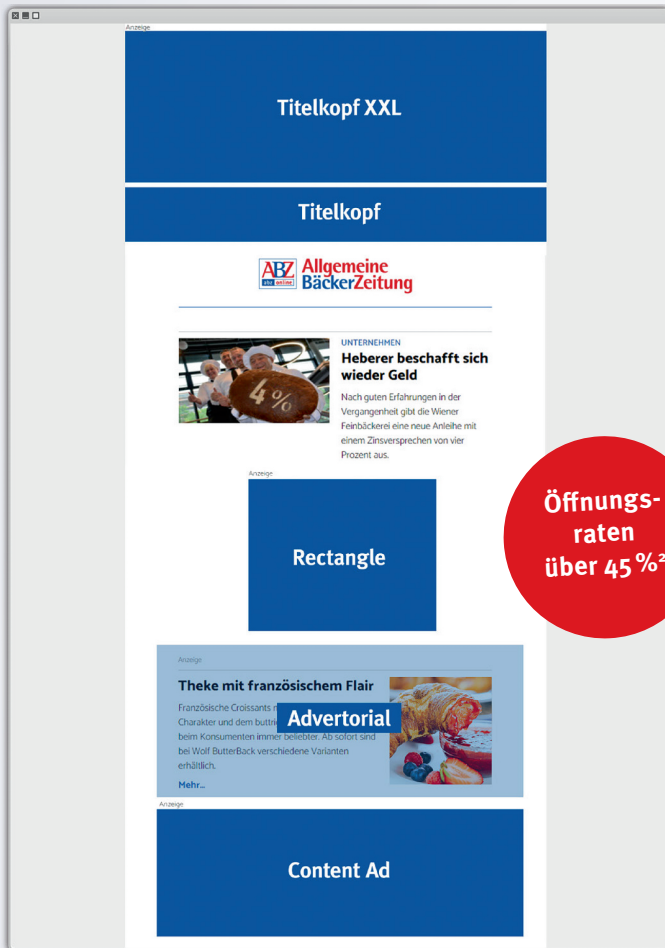 Anzeige
Titelkopf XXL
Titelkopf
ABZ
abz online
Allgemeine
BäckerZeitung
4%
UNTERNEHMEN
Heberer beschafft sich
wieder Geld
Nach guten Erfahrungen in der
Vergangenheit gibt die Wiener
Feinbäckerei eine neue Anleihe mit
einem Zinsversprechen von vier
Prozent aus.
Anzeige
Rectangle
Öffnungs-
raten
über 45 %²
Anzeige
Theke mit französischem Flair
Französische Croissants
Charakter und dem
beim Konsumenten immer beliebter. Ab sofort sind
bei Wolf ButterBack verschiedene Varianten
erhältlich.
Advertorial
Mehr...
Anzeige
Content Ad